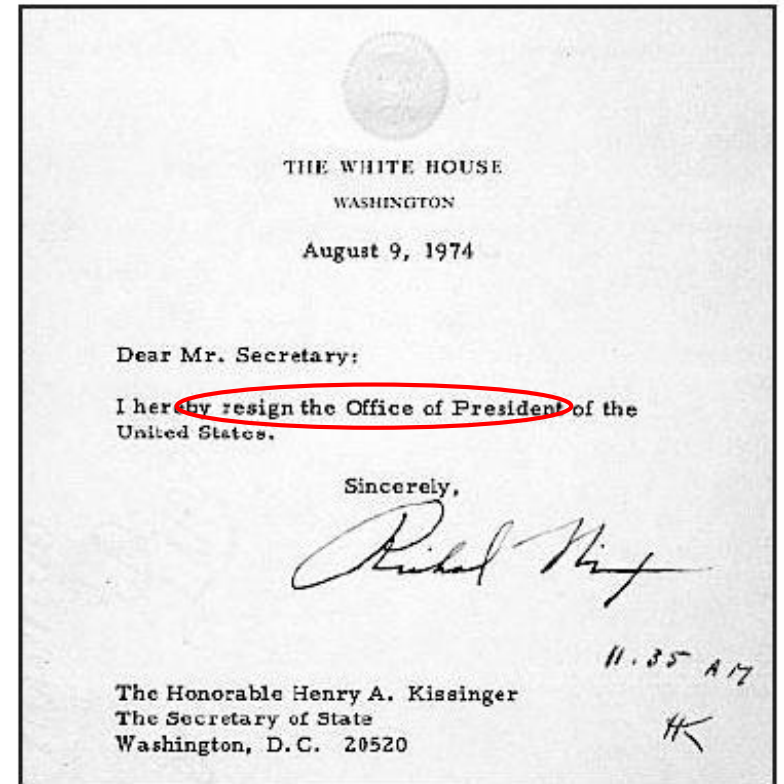 THE WHITE HOUSE
WASHINGTON
August 9, 1974
Dear Mr. Secretary:
I hereby resign the Office of President of the
United States.
Sincerely,
Richard Nixon
11.35 AM
HK
The Honorable Henry A. Kissinger
The Secretary of State
Washington, D.C. 20520